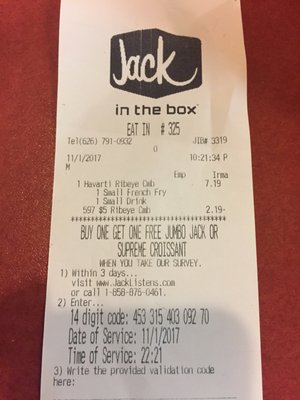 Jack
in the box
EAT IN # 325
Tel(626) 791-0932 JIB# 3319
()
11/1/2017 10:21:34 P
M
Emp Irma
1 Havarti Ribeye Cmb 7.19
1 Small French Fry
1 Small Drink
597 $5 Ribeye Cmb 2.19-
****************************************
BUY ONE GET ONE FREE JUMBO JACK OR
SUPREME CROISSANT
WHEN YOU TAKE OUR SURVEY.
1) Within 3 days...
visit www.JackListens.com
or call 1-858-876-0461.
2) Enter...
14 digit code: 453 315 403 092 70
Date of Service: 11/1/2017
Time of Service: 22:21
3) Write the provided validation code
here: